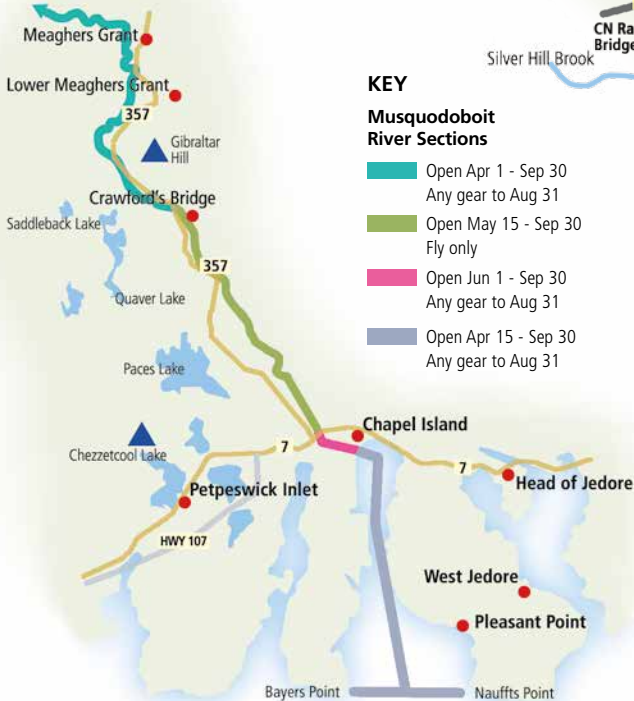 Meaghers Grant
Lower Meaghers Grant
357
Gibraltar
Hill
Crawford's Bridge
Saddleback Lake
357
Quaver Lake
Paces Lake
Chezzetcool Lake
Petpeswick Inlet
7
HWY 107
Chapel Island
7
Head of Jedore
West Jedore
Pleasant Point
Bayers Point
Nauffts Point
CN Ra
Bridge
Silver Hill Brook
KEY
Musquodoboit
River Sections
Open Apr 1 - Sep 30
Any gear to Aug 31
Open May 15 - Sep 30
Fly only
Open Jun 1 - Sep 30
Any gear to Aug 31
Open Apr 15 - Sep 30
Any gear to Aug 31